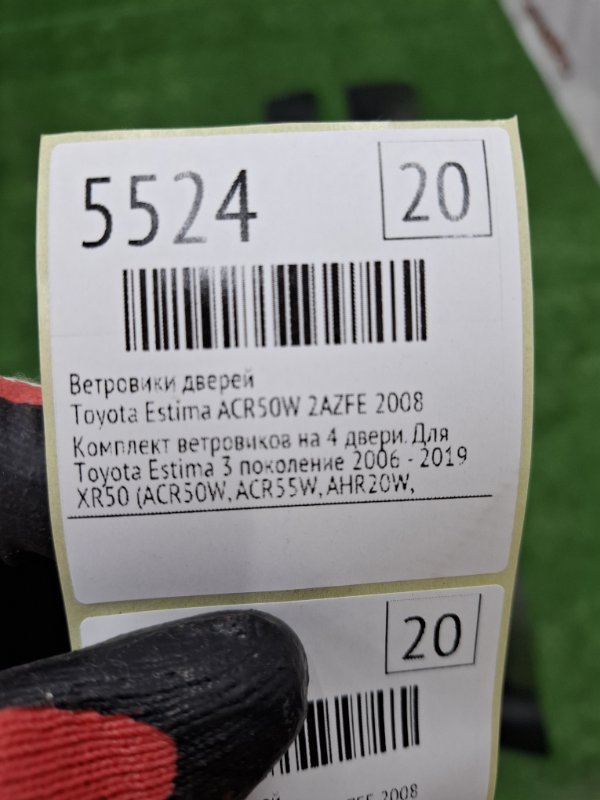 5524
20
Ветровики дверей
Toyota Estima ACR50W 2AZFE 2008
Комплект ветровиков на 4 двери. Для
Toyota Estima 3 поколение 2006 - 2019
XR50 (ACR50W, ACR55W, AHR20W,
20
2008